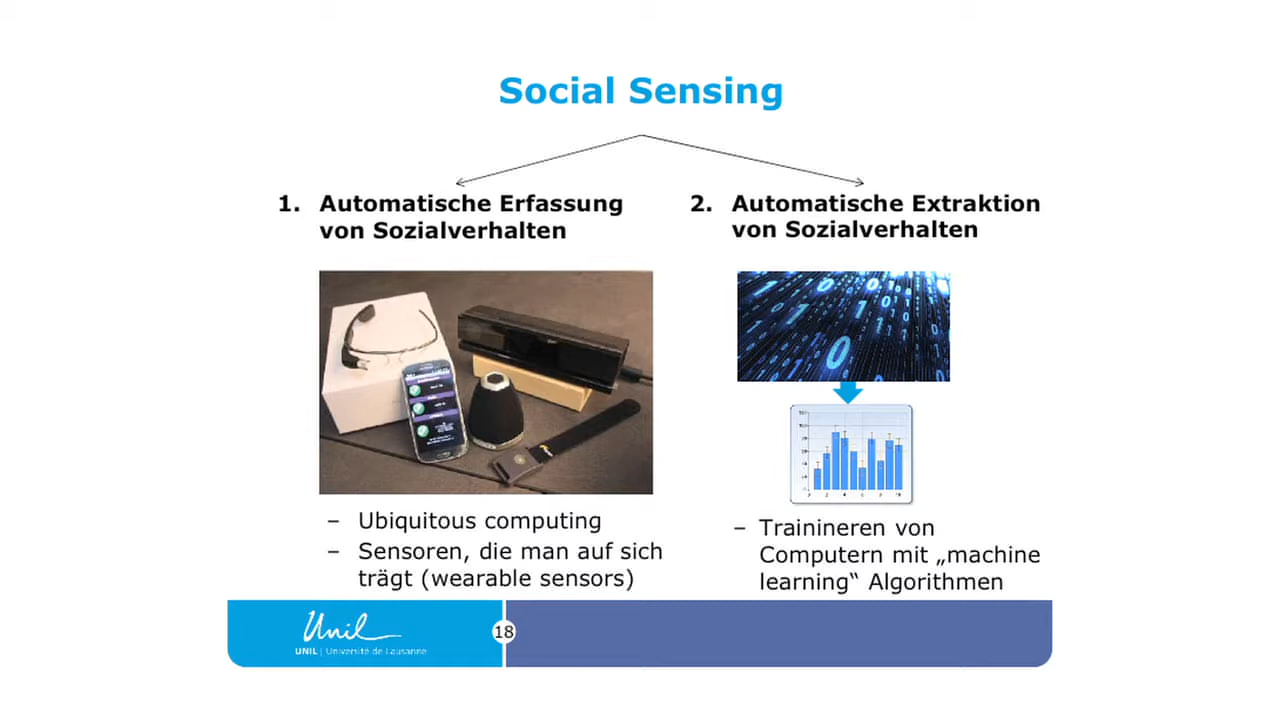 Social Sensing
1. Automatische Erfassung
von Sozialverhalten
2. Automatische Extraktion
von Sozialverhalten
– Ubiquitous computing
– Sensoren, die man auf sich
trägt (wearable sensors)
– Trainineren von
Computern mit „machine
learning“ Algorithmen
Unil
UNIL | Université de Lausanne
18